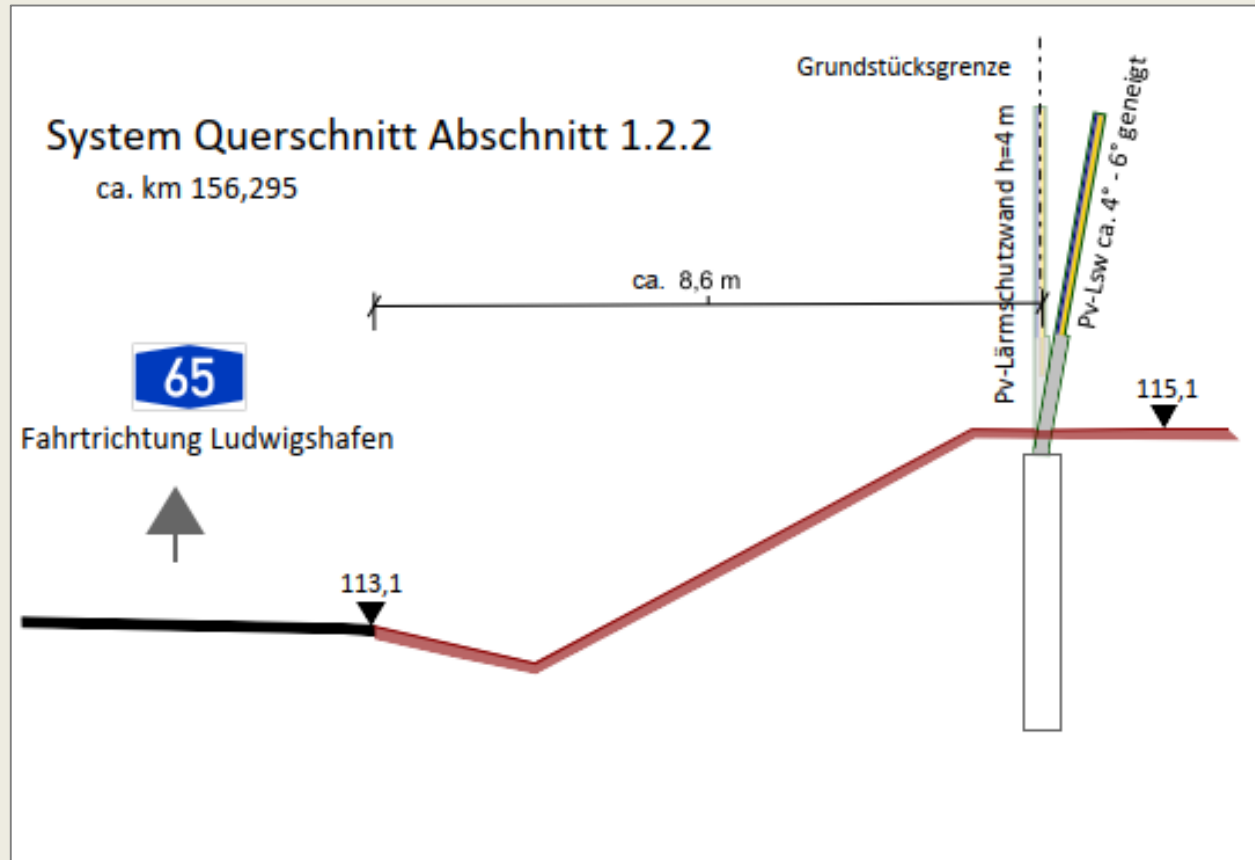 Grundstücksgrenze
System Querschnitt Abschnitt 1.2.2
ca. km 156,295
Pv-Lärmschutzwand h=4 m
Pv-Lsw ca. 4° - 6° geneigt
ca. 8,6 m
65
Fahrtrichtung Ludwigshafen
115,1
113,1